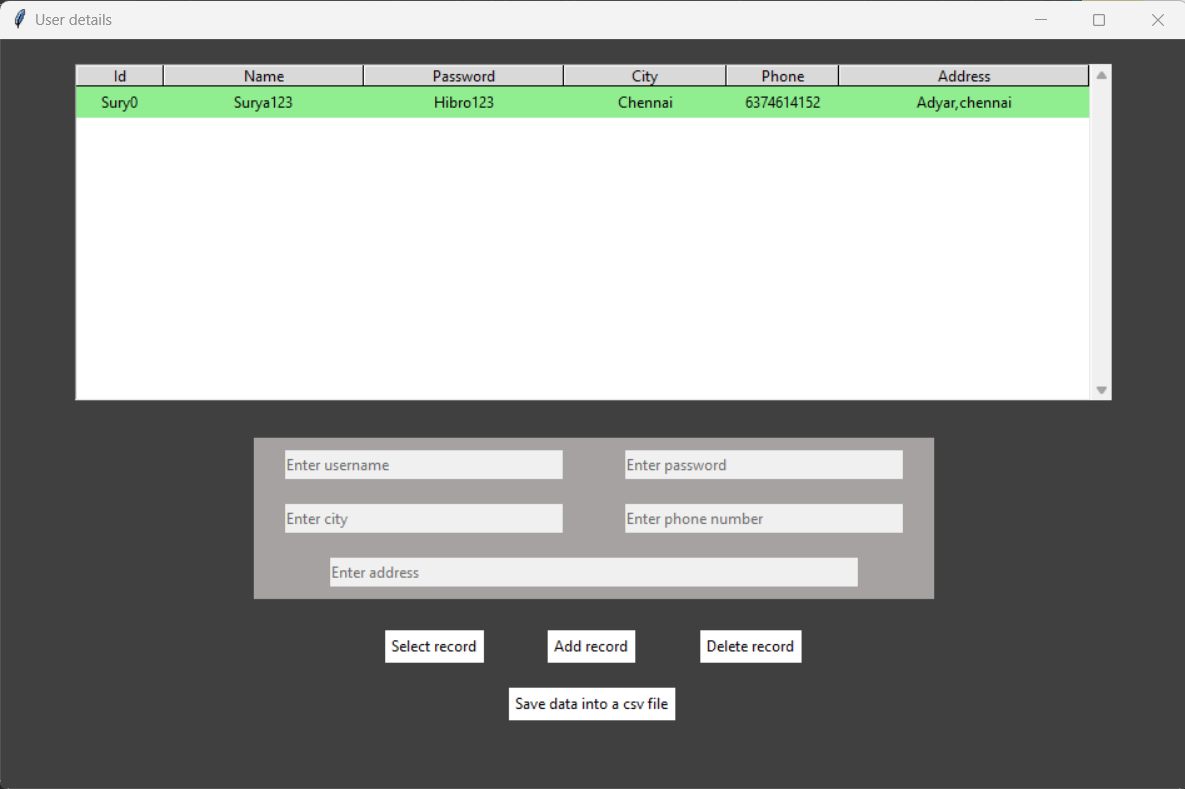 User details
Id Name Password City Phone Address
Sury0 Surya123 Hibro123 Chennai 6374614152 Adyar,chennai
Enter username Enter password
Enter city Enter phone number
Enter address
Select record Add record Delete record
Save data into a csv file